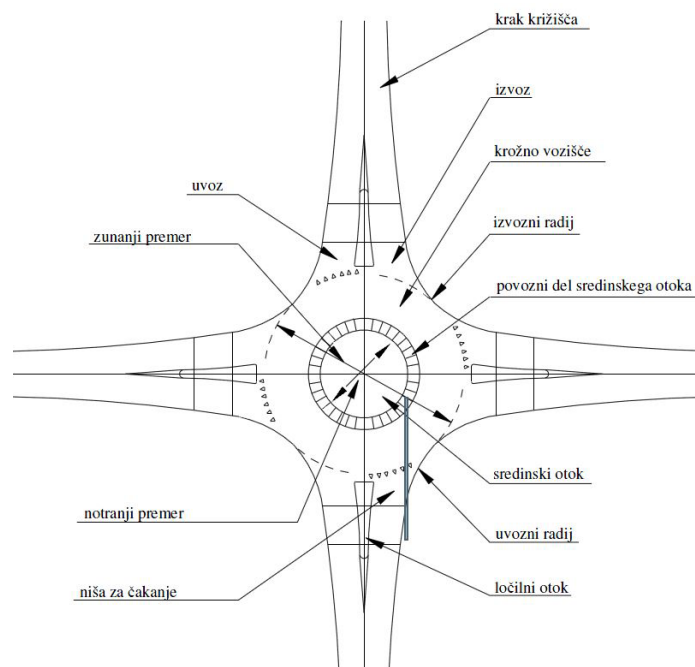 krak križišča
izvoz
krožno vozišče
uvoz
izvozni radij
zunanji premer
povozni del sredinskega otoka
sredinski otok
notranji premer
uvozni radij
niša za čakanje
ločilni otok